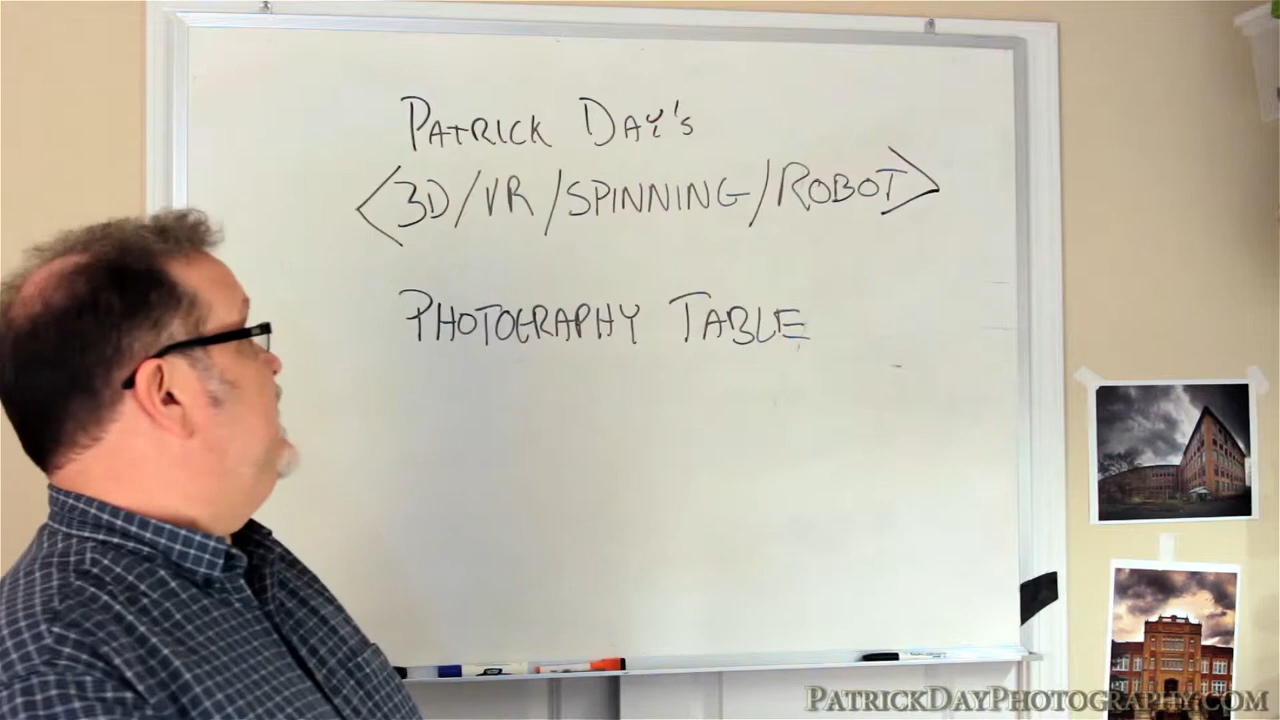 PATRICK DAY'S
<3D/VR/SPINNING/ROBOT>
PHOTOGRAPHY TABLE
PATRICKDAYPHOTOGRAPHY.COM